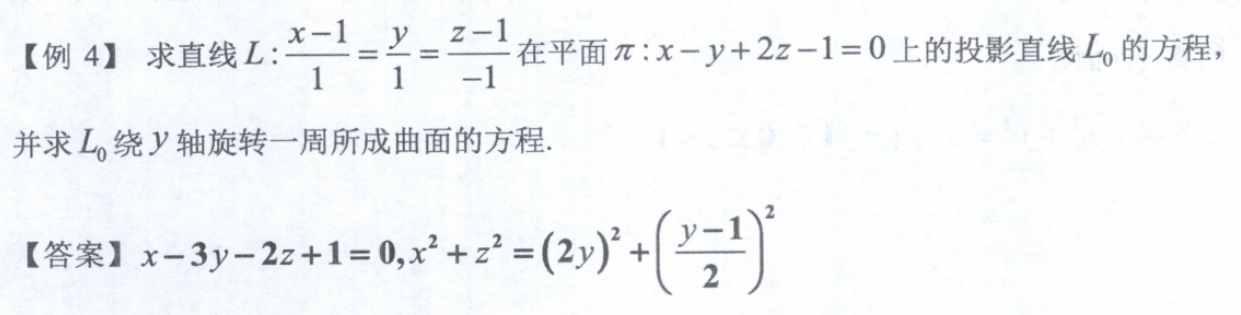 【例 4】 求直线 L : \frac{x-1}{1} = \frac{y}{1} = \frac{z-1}{-1} 在平面 π : x - y + 2z - 1 = 0 上的投影直线 L_0 的方程,
并求 L_0 绕 y 轴旋转一周所成曲面的方程.
【答案】 x - 3y - 2z + 1 = 0, x^2 + z^2 = (2y)^2 + \left(\frac{y-1}{2}\right)^2